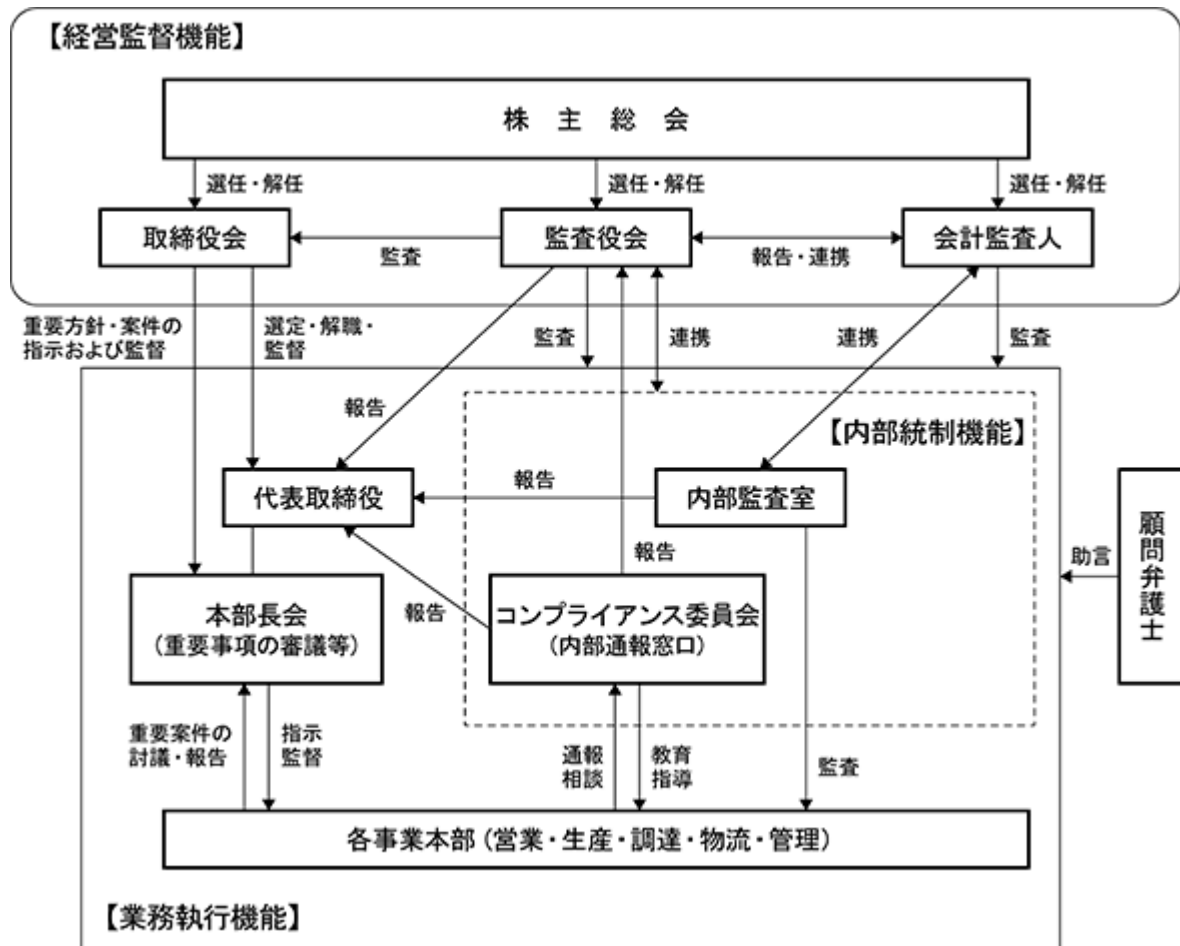 【経営監督機能】
株主総会
選任・解任
選任・解任
選任・解任
取締役会
監査役会
会計監査人
監査
報告・連携
重要方針・案件の
指示および監督
選定・解職・
監督
監査
連携
連携
監査
報告
【内部統制機能】
代表取締役
報告
内部監査室
顧問弁護士
助言
報告
本部長会
(重要事項の審議等)
報告
コンプライアンス委員会
(内部通報窓口)
重要案件の
討議・報告
指示
監督
通報
相談
教育
指導
監査
各事業本部(営業・生産・調達・物流・管理)
【業務執行機能】